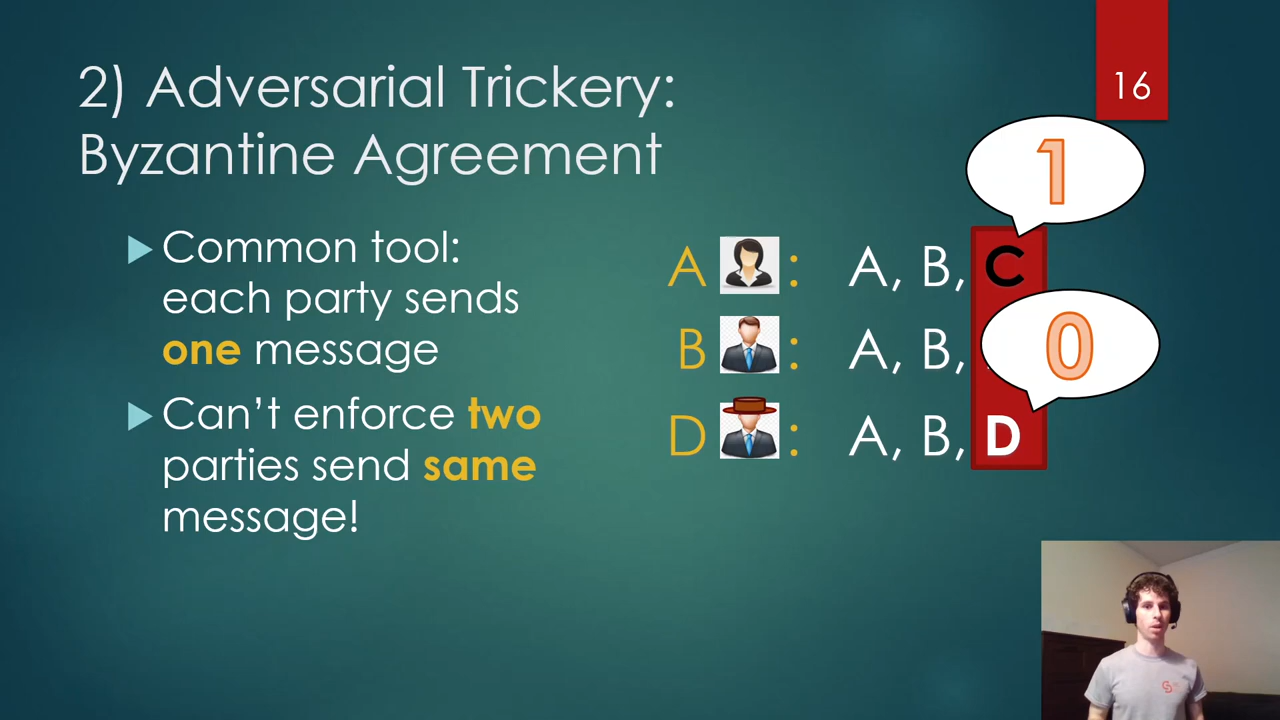 2) Adversarial Trickery:
Byzantine Agreement
16
Common tool:
each party sends
one message
Can't enforce two
parties send same
message!
1
A : A, B, C
0
B : A, B,
D : A, B, D